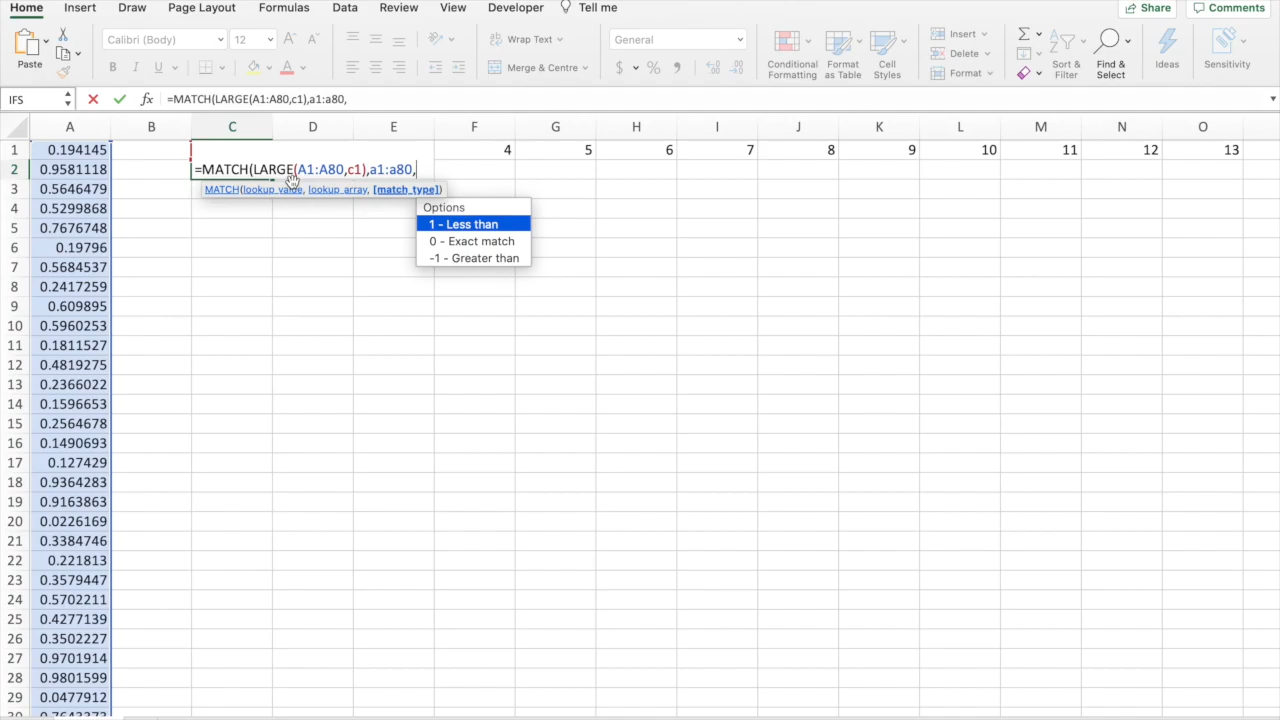 Home Insert Draw Page Layout Formulas Data Review View Developer Tell me Share Comments
Paste Calibri (Body) 12 A A Wrap Text General Conditional Formatting Format as Table Cell Styles Insert Delete Format Sort & Filter Find & Select Ideas Sensitivity
B I U A Merge & Centre $ % 9
IFS fx =MATCH(LARGE(A1:A80,c1),a1:a80,
A B C D E F G H I J K L M N O
1 0.194145 4 5 6 7 8 9 10 11 12 13
2 0.9581118 =MATCH(LARGE(A1:A80,c1),a1:a80,
3 0.5646479 MATCH(lookup_value, lookup_array, [match_type])
4 0.5299868 Options
5 0.7676748 1 - Less than
6 0.19796 0 - Exact match
7 0.5684537 -1 - Greater than
8 0.2417259
9 0.609895
10 0.5960253
11 0.1811527
12 0.4819275
13 0.2366022
14 0.1596653
15 0.2564678
16 0.1490693
17 0.127429
18 0.9364283
19 0.9163863
20 0.0226169
21 0.3384746
22 0.221813
23 0.3579447
24 0.5702211
25 0.4277139
26 0.3502227
27 0.9701914
28 0.9801599
29 0.0477912